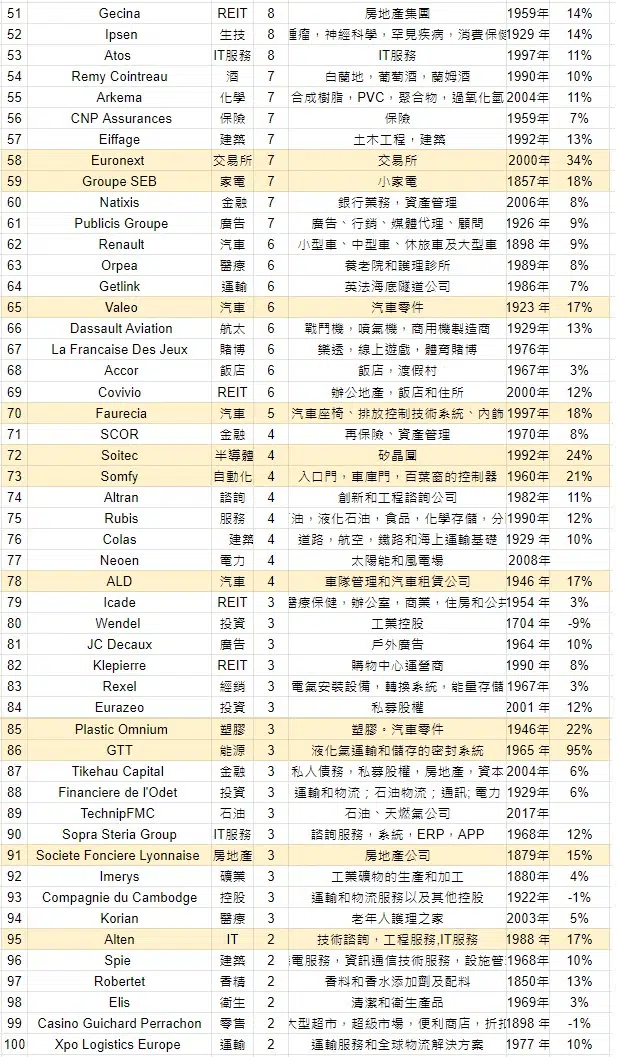 51 Gecina REIT 8 房地產集團 1959年 14%
52 Ipsen 生技 8 重瘤，神經科學，罕見疾病，消費保健 1929 年 14%
53 Atos IT服務 8 IT服務 1997年 11%
54 Remy Cointreau 酒 7 白蘭地，葡萄酒，蘭姆酒 1990年 10%
55 Arkema 化學 7 合成樹脂，PVC，聚合物，過氧化氫 2004年 11%
56 CNP Assurances 保險 7 保險 1959年 7%
57 Eiffage 建築 7 土木工程，建築 1992年 13%
58 Euronext 交易所 7 交易所 2000年 34%
59 Groupe SEB 家電 7 小家電 1857年 18%
60 Natixis 金融 7 銀行業務，資產管理 2006年 8%
61 Publicis Groupe 廣告 7 廣告、行銷、媒體代理、顧問 1926 年 9%
62 Renault 汽車 6 小型車、中型車、休旅車及大型車 1898 年 9%
63 Orpea 醫療 6 養老院和護理診所 1989年 8%
64 Getlink 運輸 6 英法海底隧道公司 1986年 7%
65 Valeo 汽車 6 汽車零件 1923 年 17%
66 Dassault Aviation 航太 6 戰鬥機，噴氣機，商用機製造商 1929年 13%
67 La Francaise Des Jeux 賭博 6 樂透，線上遊戲，體育賭博 1976年
68 Accor 飯店 6 飯店，渡假村 1967年 3%
69 Covivio REIT 6 辦公地產，飯店和住所 2000年 12%
70 Faurecia 汽車 5 汽車座椅、排放控制技術系統、內飾 1997年 18%
71 SCOR 金融 4 再保險、資產管理 1970年 8%
72 Soitec 半導體 4 矽晶圓 1992年 24%
73 Somfy 自動化 4 入口門，車庫門，百葉窗的控制器 1960年 21%
74 Altran 諮詢 4 創新和工程諮詢公司 1982年 11%
75 Rubis 服務 4 油，液化石油，食品，化學存儲，分 1990年 12%
76 Colas 建築 4 道路，航空，鐵路和海上運輸基礎 1929 年 10%
77 Neoen 電力 4 太陽能和風電場 2008年
78 ALD 汽車 4 車隊管理和汽車租賃公司 1946 年 17%
79 Icade REIT 3 醫療保健，辦公室，商業，住房和公共 1954 年 3%
80 Wendel 投資 3 工業控股 1704 年 -9%
81 JC Decaux 廣告 3 戶外廣告 1964 年 10%
82 Klepierre REIT 3 購物中心運營商 1990 年 8%
83 Rexel 經銷 3 電氣安裝設備，轉換系統，能量存儲 1967年 3%
84 Eurazeo 投資 3 私募股權 2001 年 12%
85 Plastic Omnium 塑膠 3 塑膠。汽車零件 1946年 22%
86 GTT 能源 3 液化氣運輸和儲存的密封系統 1965 年 95%
87 Tikehau Capital 金融 3 私人債務，私募股權，房地產，資本 2004年 6%
88 Financiere de l'Odet 投資 3 運輸和物流；石油物流；通訊; 電力 1929年 6%
89 TechnipFMC 石油 3 石油、天燃氣公司 2017年
90 Sopra Steria Group IT服務 3 諮詢服務，系統，ERP，APP 1968年 12%
91 Societe Fonciere Lyonnaise 房地產 3 房地產公司 1879年 15%
92 Imerys 礦業 3 工業礦物的生產和加工 1880年 4%
93 Compagnie du Cambodge 控股 3 運輸和物流服務以及其他控股 1922年 -1%
94 Korian 醫療 3 老年人護理之家 2003年 5%
95 Alten IT 2 技術諮詢，工程服務,IT服務 1988 年 17%
96 Spie 建築 2 電服務，資訊通信技術服務，設施管 1968年 10%
97 Robertet 香精 2 香料和香水添加劑及配料 1850年 13%
98 Elis 衛生 2 清潔和衛生產品 1969年 3%
99 Casino Guichard Perrachon 零售 2 大型超市，超級市場，便利商店，折扣 1898 年 -1%
100 Xpo Logistics Europe 運輸 2 運輸服務和全球物流解決方案 1977 年 10%